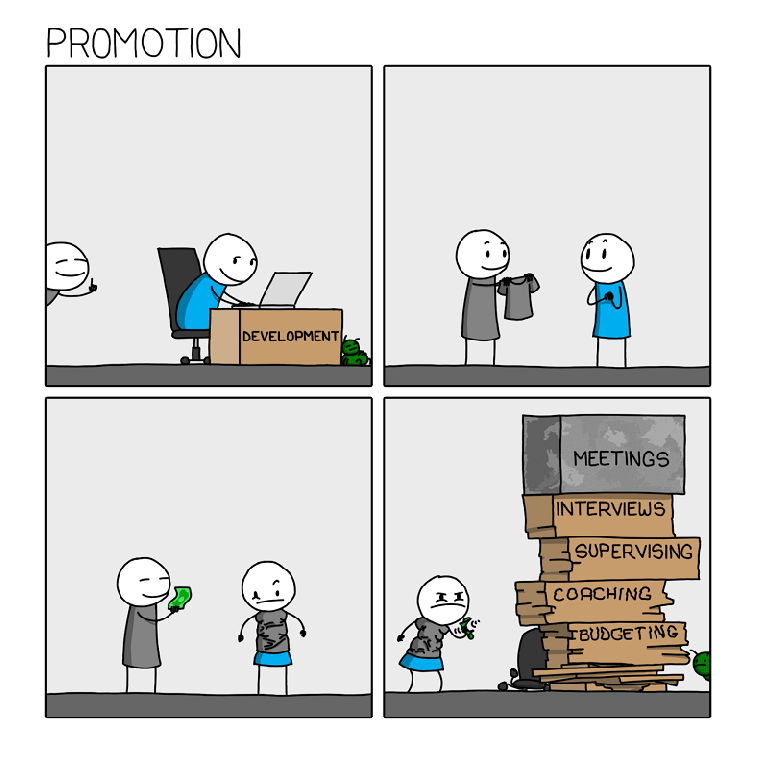 PROMOTION
DEVELOPMENT
MEETINGS
INTERVIEWS
SUPERVISING
COACHING
BUDGETING